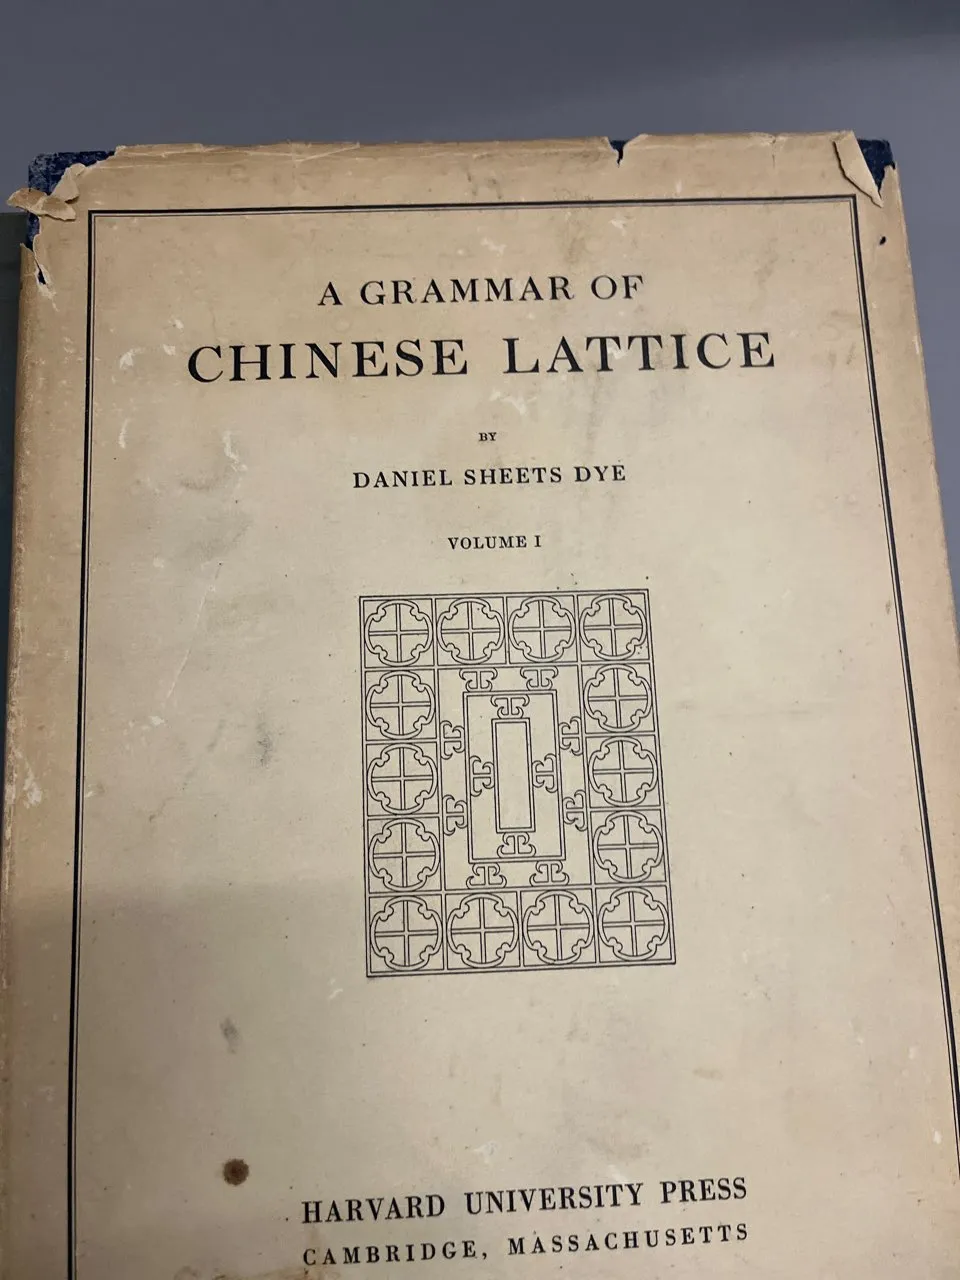 A GRAMMAR OF
CHINESE LATTICE
BY
DANIEL SHEETS DYE
VOLUME I
HARVARD UNIVERSITY PRESS
CAMBRIDGE, MASSACHUSETTS